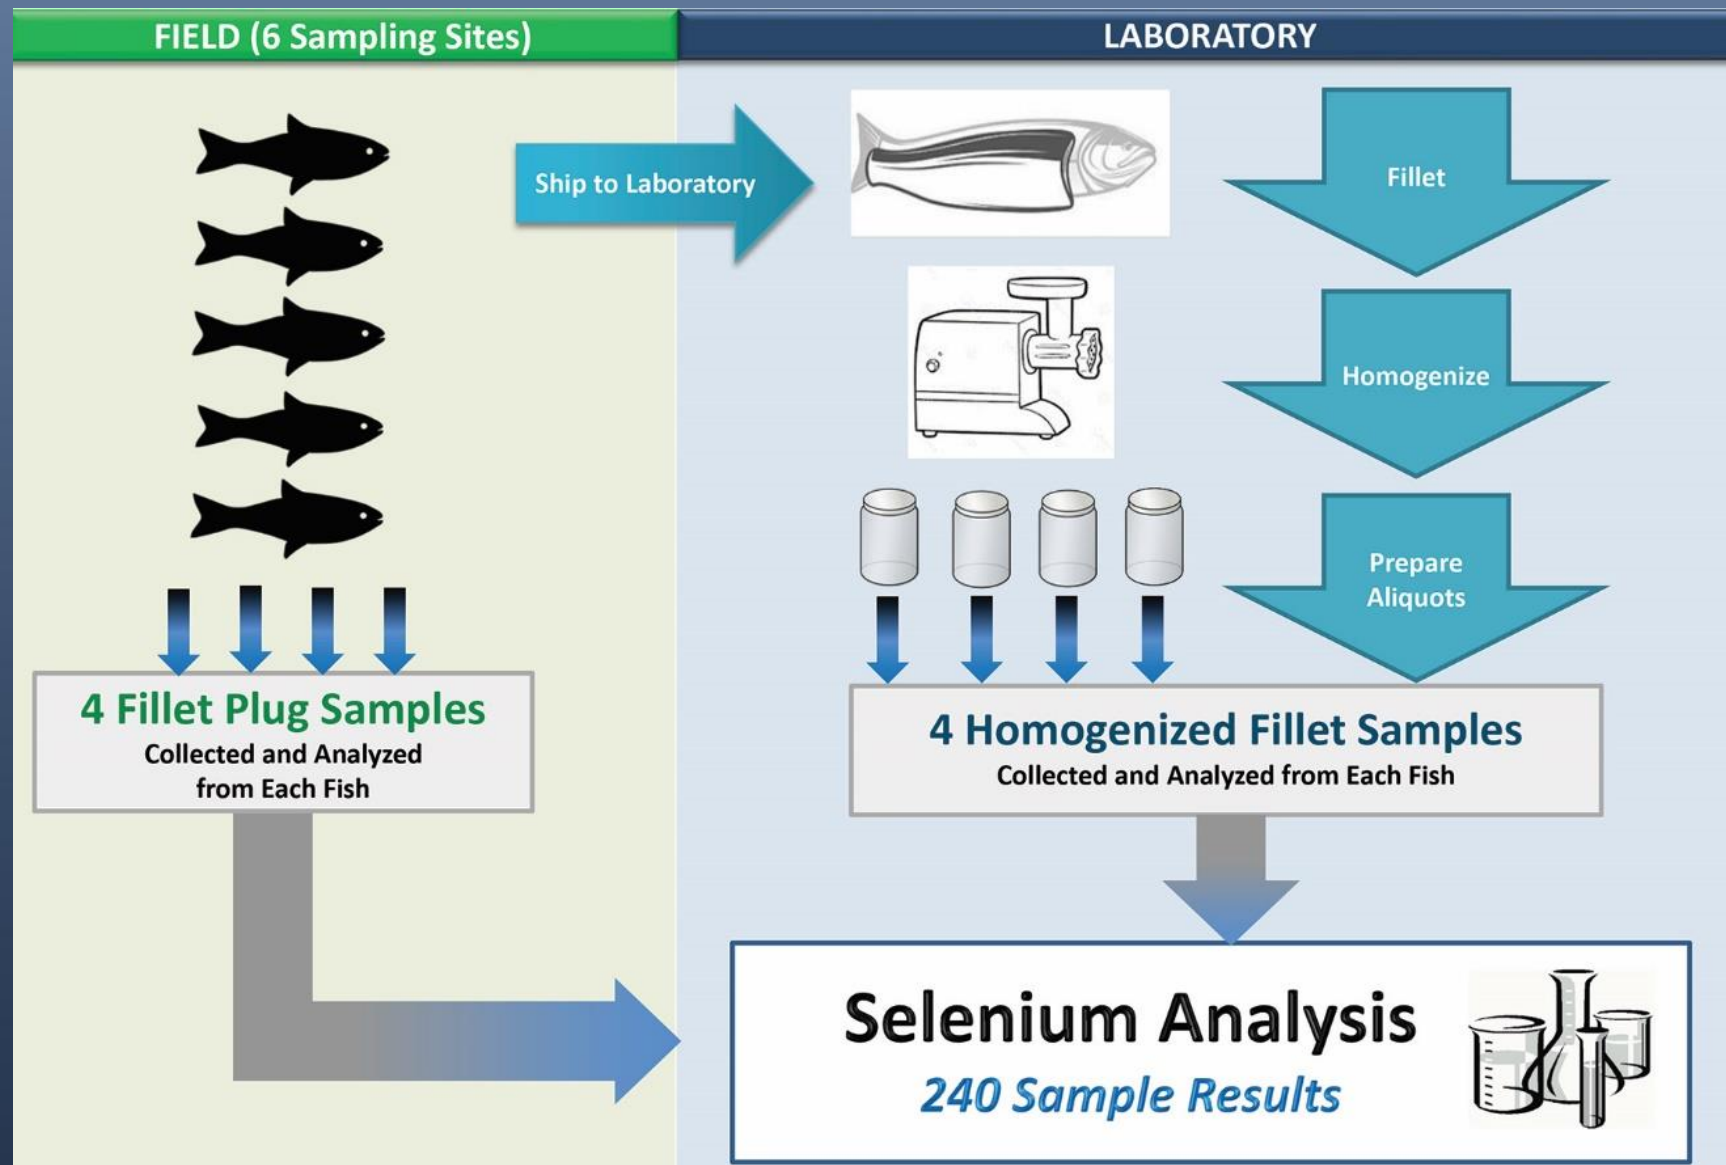 FIELD (6 Sampling Sites)
LABORATORY
Ship to Laboratory
Fillet
Homogenize
Prepare
Aliquots
4 Fillet Plug Samples
Collected and Analyzed
from Each Fish
4 Homogenized Fillet Samples
Collected and Analyzed from Each Fish
Selenium Analysis
240 Sample Results